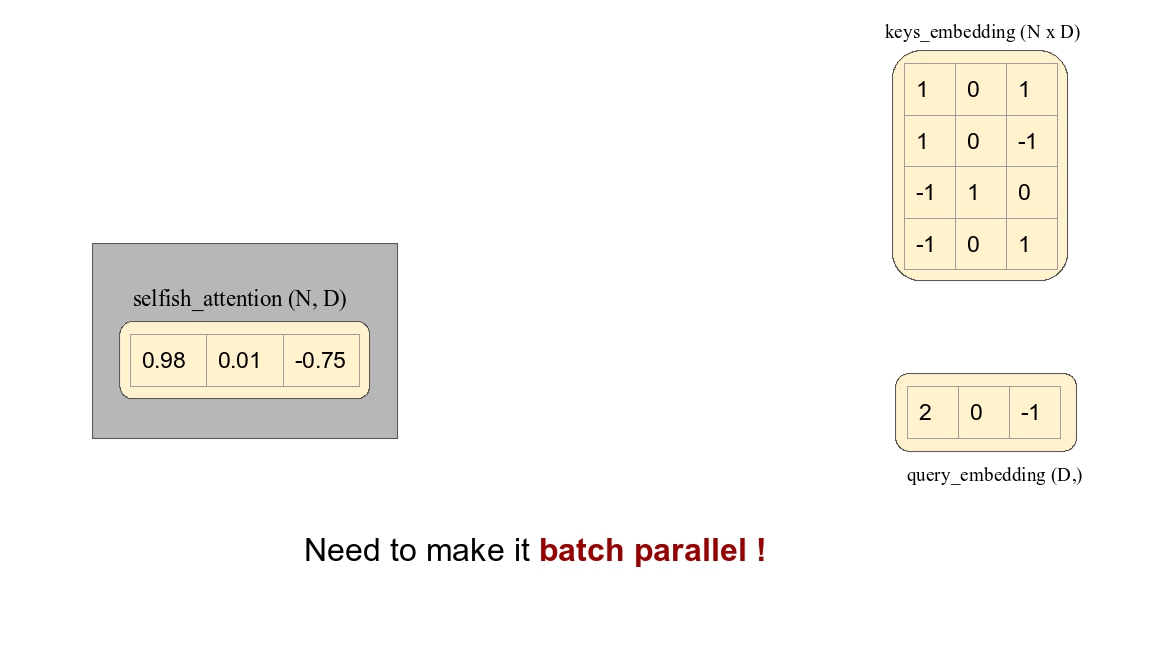 keys_embedding (N x D)
1 0 1
1 0 -1
-1 1 0
-1 0 1
selfish_attention (N, D)
0.98 0.01 -0.75
2 0 -1
query_embedding (D,)
Need to make it batch parallel !